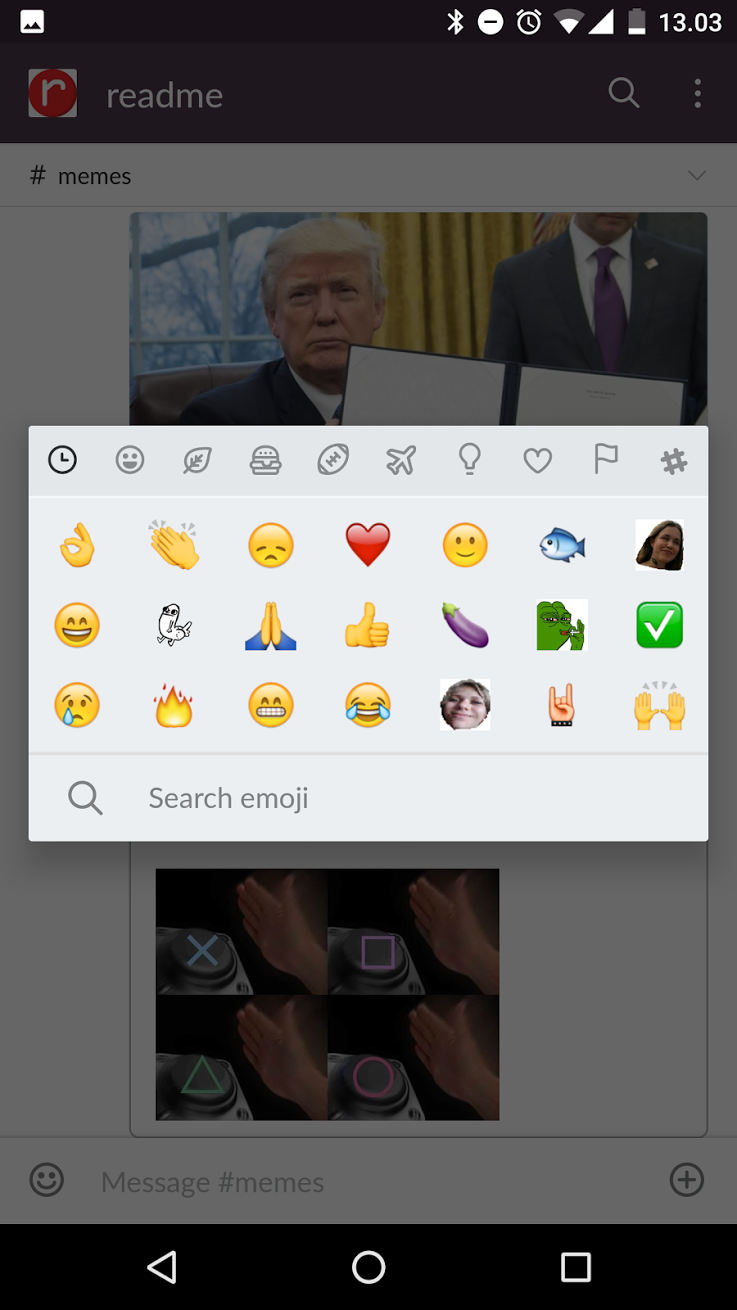 13.03
r
readme
# memes
Search emoji
Message #memes